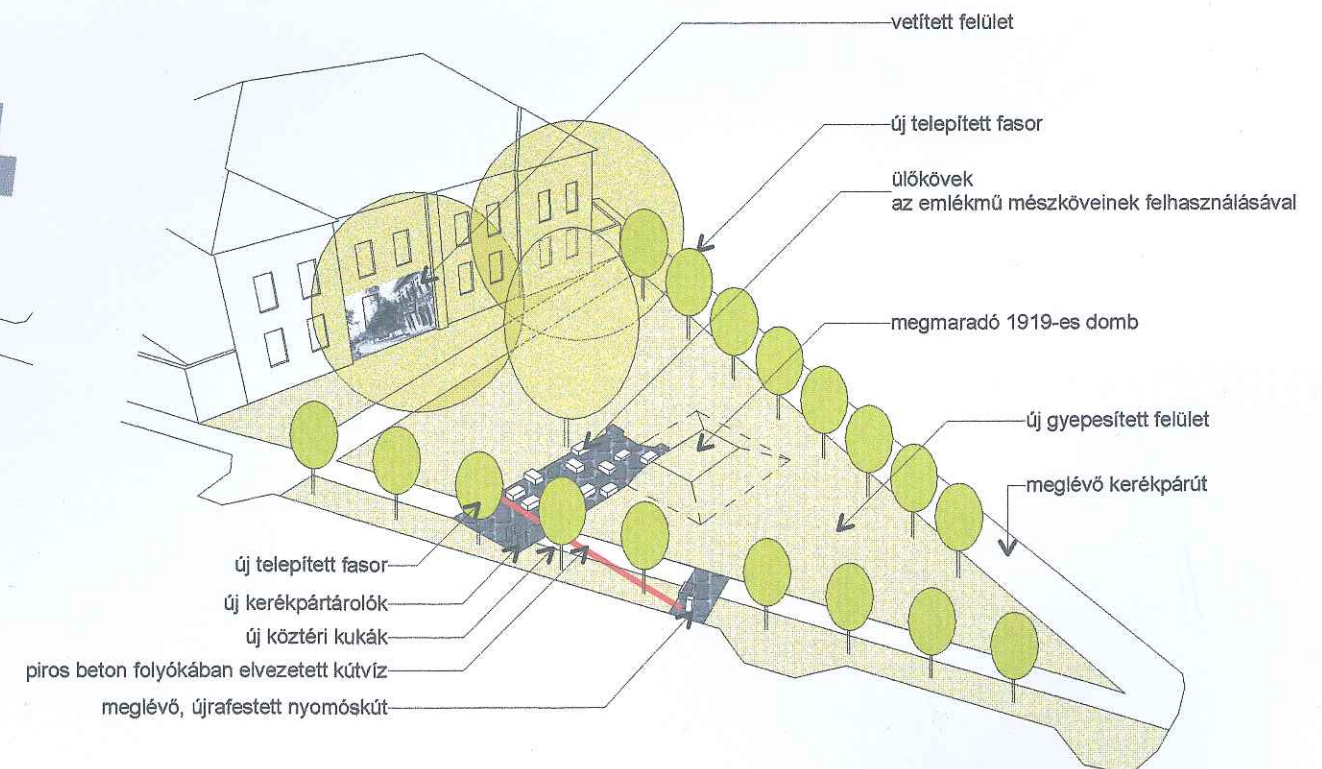 vetített felület
új telepített fasor
ülőkövek
az emlékmű mészköveinek felhasználásával
megmaradó 1919-es domb
új gyepesített felület
meglévő kerékpárút
új telepített fasor
új kerékpártárolók
új köztéri kukák
piros beton folyókában elvezetett kútvíz
meglévő, újrafestett nyomóskút